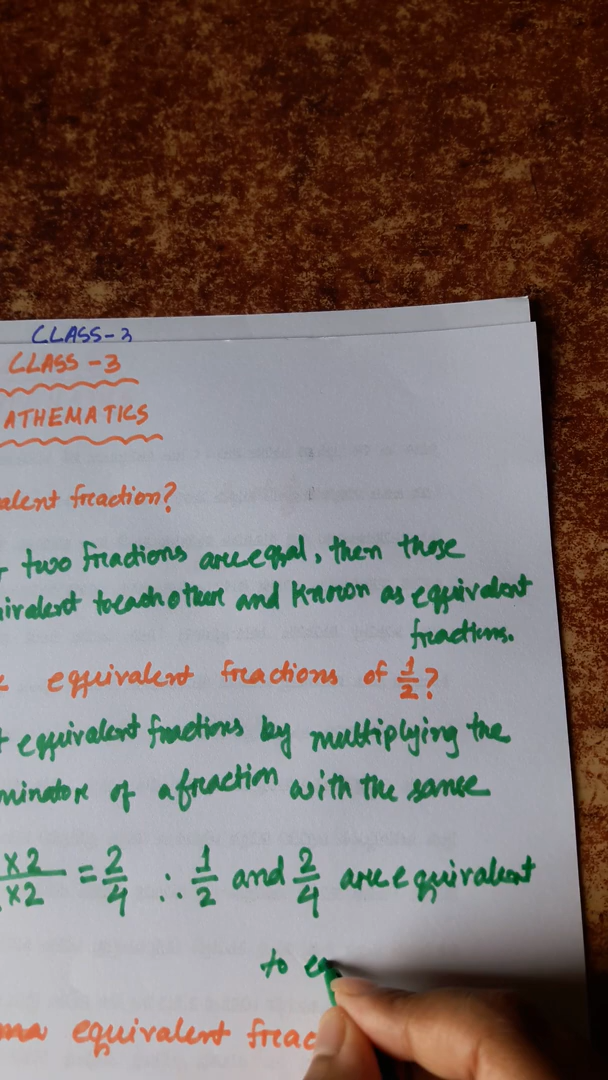 CLASS-3
CLASS-3
ATHEMATICS
alent fraction?
two fractions are equal, then those
ivalent to each other and known as equivalent
fractions.
equivalent fractions of 1/2?
equivalent fractions by multiplying the
minator of a fraction with the same
×2/×2 = 2/4 ∴ 1/2 and 2/4 are equivalent
to e
ma equivalent frac